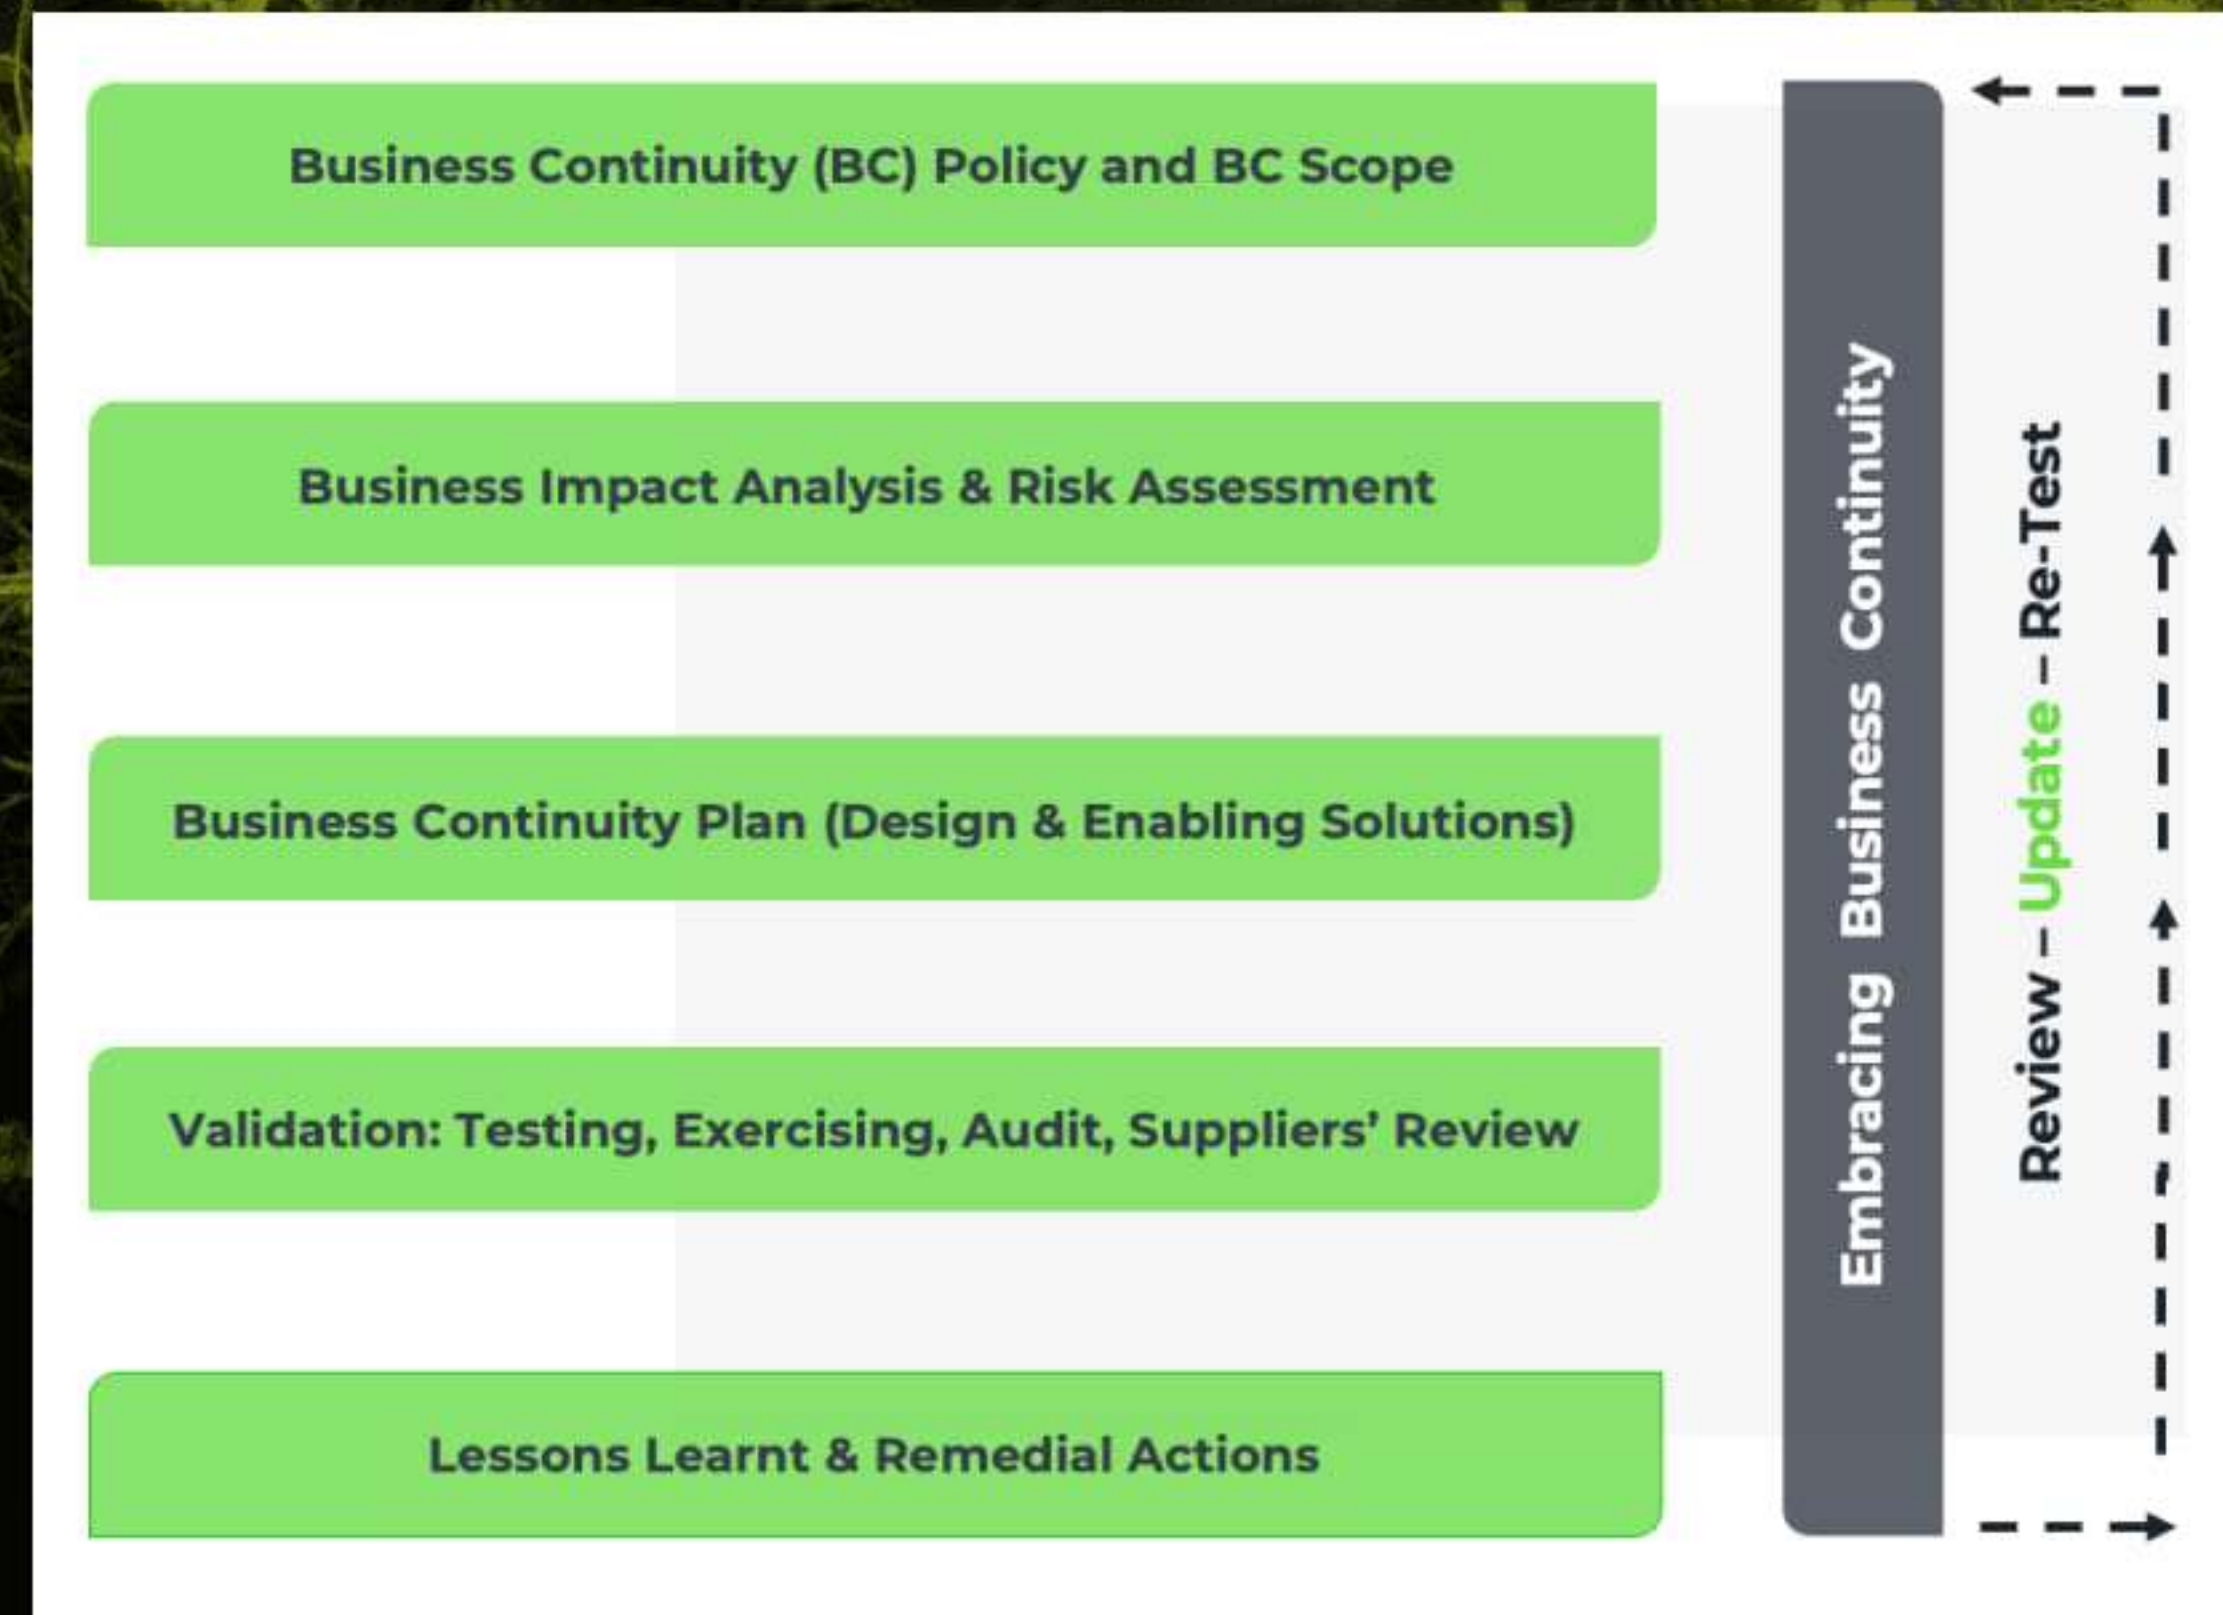 Business Continuity (BC) Policy and BC Scope
Business Impact Analysis & Risk Assessment
Business Continuity Plan (Design & Enabling Solutions)
Validation: Testing, Exercising, Audit, Suppliers’ Review
Lessons Learnt & Remedial Actions
Embracing Business Continuity
Review – Update – Re-Test